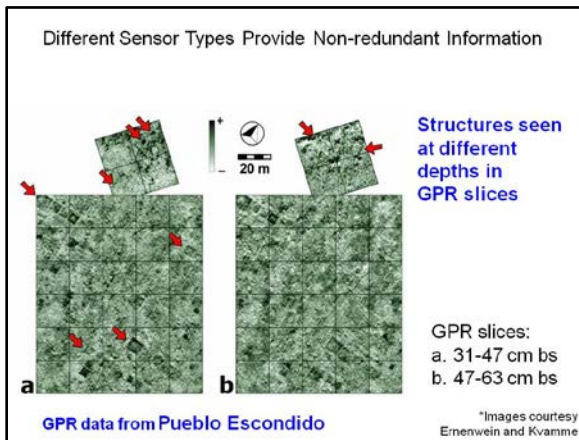 Different Sensor Types Provide Non-redundant Information
+
–
20 m
Structures seen
at different
depths in
GPR slices
a
b
GPR slices:
a. 31-47 cm bs
b. 47-63 cm bs
GPR data from Pueblo Escondido
*Images courtesy
Ernenwein and Kvamme